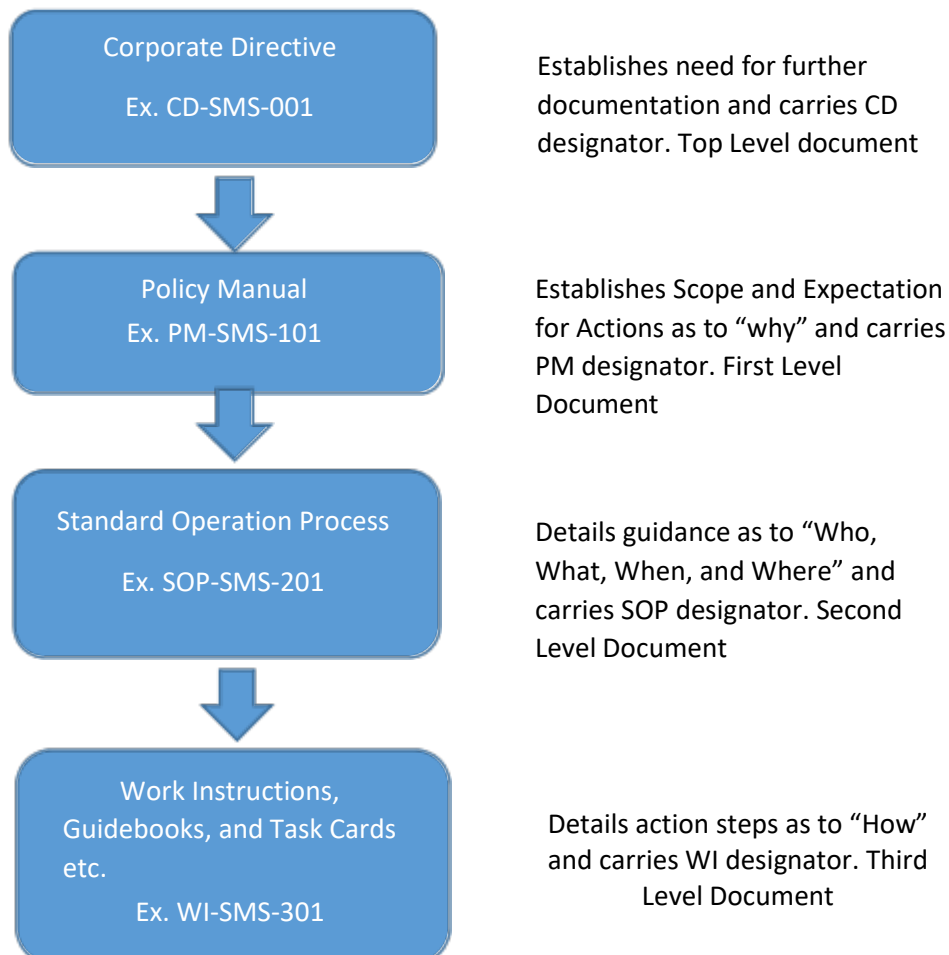 Corporate Directive
Ex. CD-SMS-001
Establishes need for further
documentation and carries CD
designator. Top Level document
Policy Manual
Ex. PM-SMS-101
Establishes Scope and Expectation
for Actions as to “why” and carries
PM designator. First Level
Document
Standard Operation Process
Ex. SOP-SMS-201
Details guidance as to “Who,
What, When, and Where” and
carries SOP designator. Second
Level Document
Work Instructions,
Guidebooks, and Task Cards
etc.
Ex. WI-SMS-301
Details action steps as to “How”
and carries WI designator. Third
Level Document